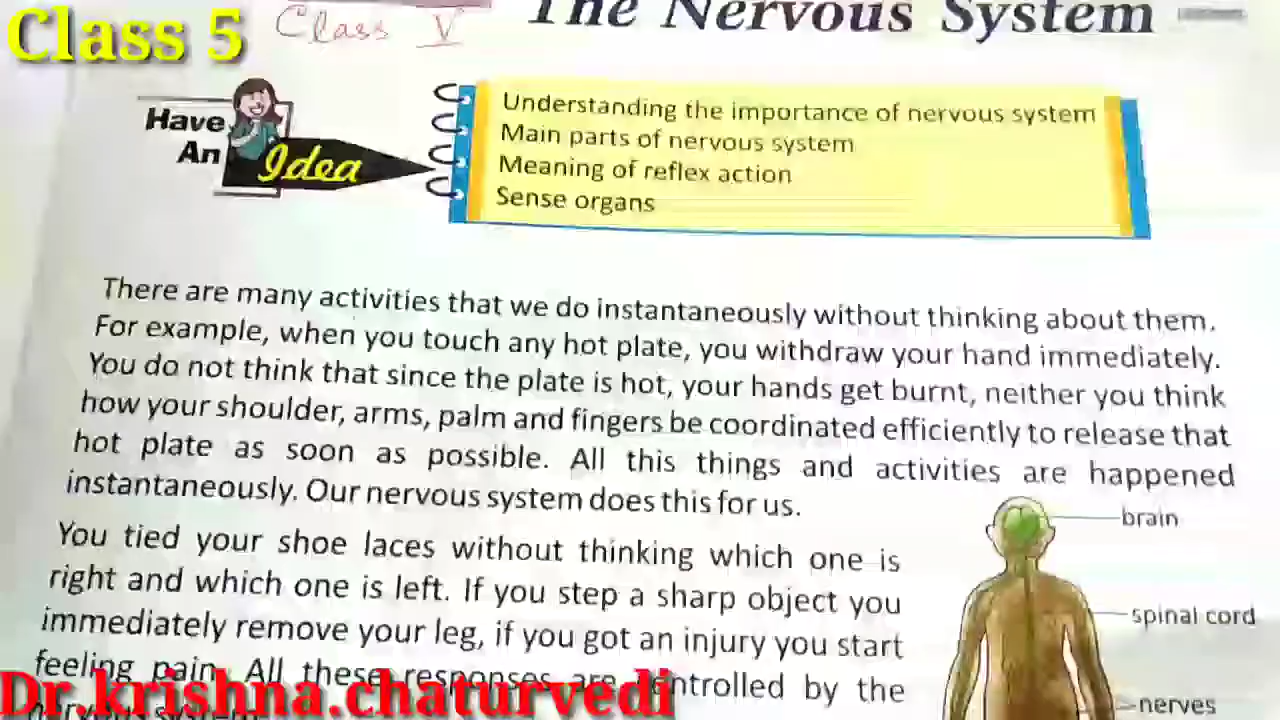 Class 5
Class V
The Nervous System
Have
An
Idea
Understanding the importance of nervous system
Main parts of nervous system
Meaning of reflex action
Sense organs
There are many activities that we do instantaneously without thinking about them.
For example, when you touch any hot plate, you withdraw your hand immediately.
You do not think that since the plate is hot, your hands get burnt, neither you think
how your shoulder, arms, palm and fingers be coordinated efficiently to release that
hot plate as soon as possible. All this things and activities are happened
instantaneously. Our nervous system does this for us.
brain
You tied your shoe laces without thinking which one is
right and which one is left. If you step a sharp object you
spinal cord
immediately remove your leg, if you got an injury you start
feeling pain. All these responses are controlled by the
nerves
nervous system
Dr.krishna.chaturvedi